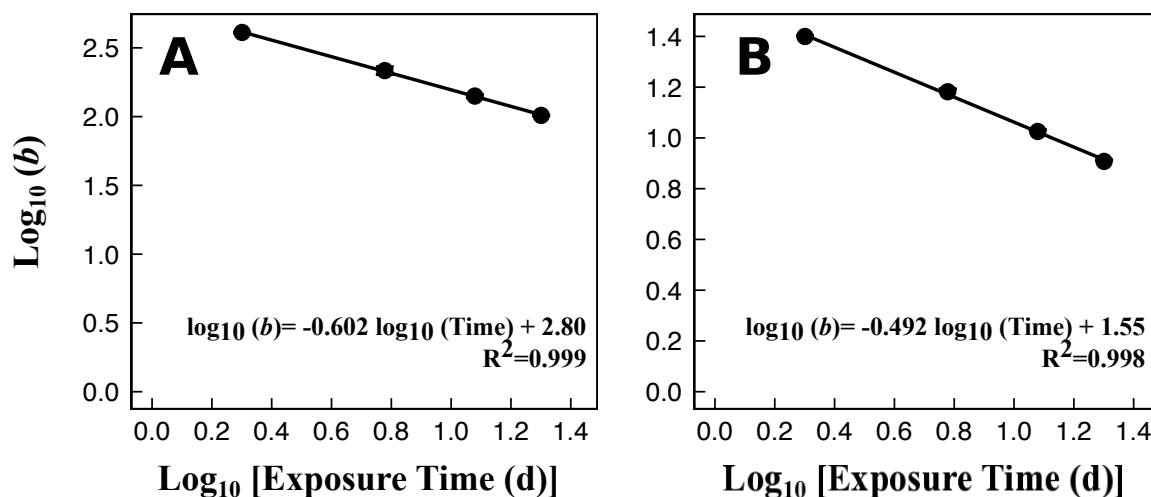 A
Log10 (b)
2.5
2.0
1.5
1.0
0.5
0.0
log10 (b)= -0.602 log10 (Time) + 2.80
R2=0.999
0.0 0.2 0.4 0.6 0.8 1.0 1.2 1.4
Log10 [Exposure Time (d)]
B
1.4
1.2
1.0
0.8
0.6
0.4
0.2
0.0
log10 (b)= -0.492 log10 (Time) + 1.55
R2=0.998
0.0 0.2 0.4 0.6 0.8 1.0 1.2 1.4
Log10 [Exposure Time (d)]